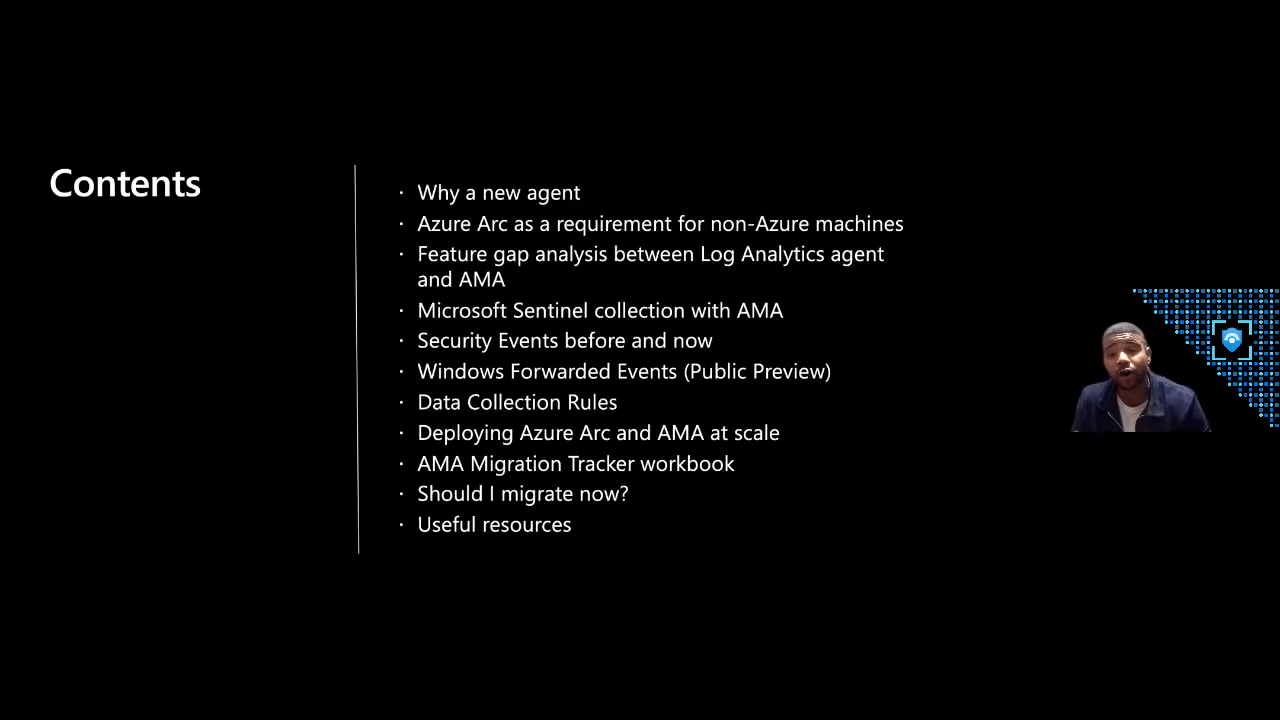 Contents
· Why a new agent
· Azure Arc as a requirement for non-Azure machines
· Feature gap analysis between Log Analytics agent
and AMA
· Microsoft Sentinel collection with AMA
· Security Events before and now
· Windows Forwarded Events (Public Preview)
· Data Collection Rules
· Deploying Azure Arc and AMA at scale
· AMA Migration Tracker workbook
· Should I migrate now?
· Useful resources